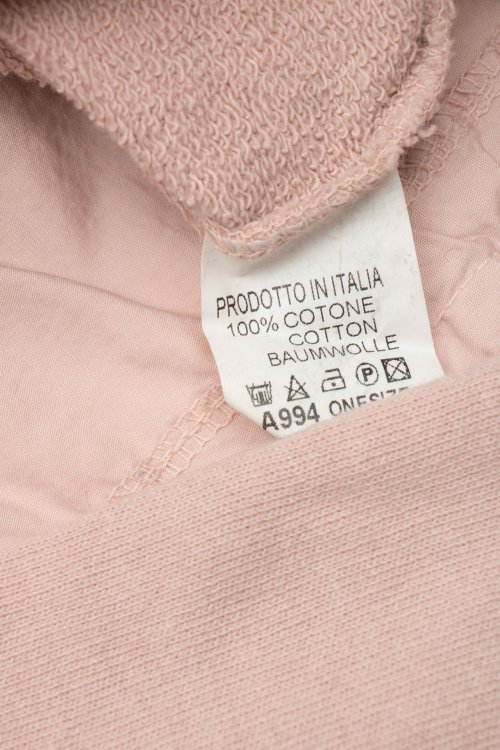 PRODOTTO IN ITALIA
100% COTONE
COTTON
BAUMWOLLE
A994 ONESIZE